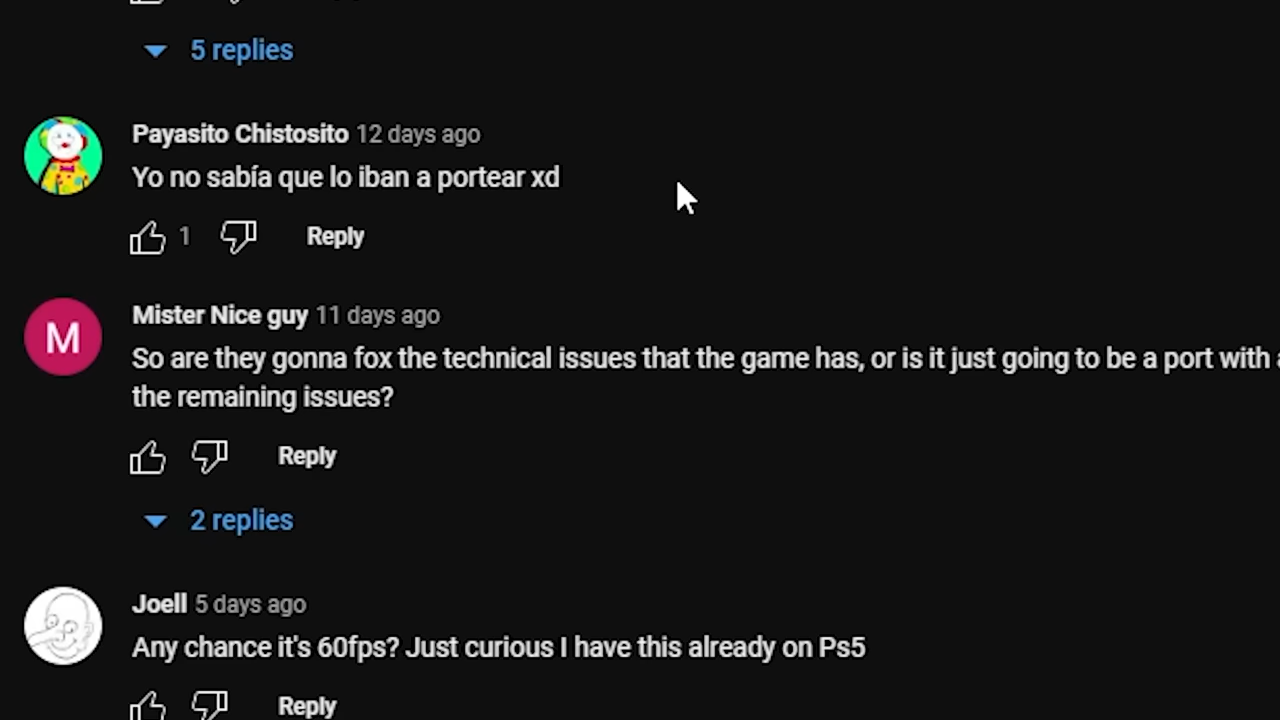 5 replies
Payasito Chistosito 12 days ago
Yo no sabía que lo iban a portear xd
1 Reply
M
Mister Nice guy 11 days ago
So are they gonna fox the technical issues that the game has, or is it just going to be a port with
the remaining issues?
Reply
2 replies
Joell 5 days ago
Any chance it's 60fps? Just curious I have this already on Ps5
Reply